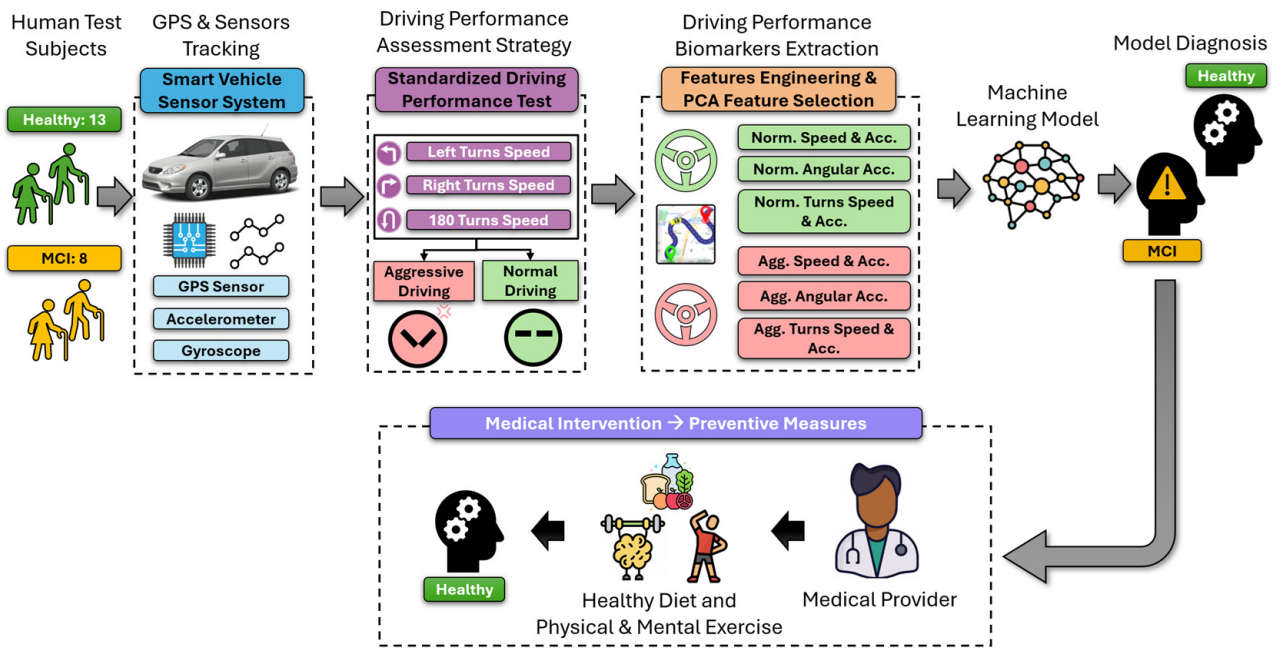 Human Test
Subjects
Healthy: 13
MCI: 8
GPS & Sensors
Tracking
Smart Vehicle
Sensor System
GPS Sensor
Accelerometer
Gyroscope
Driving Performance
Assessment Strategy
Standardized Driving
Performance Test
Left Turns Speed
Right Turns Speed
180 Turns Speed
Aggressive
Driving
Normal
Driving
Driving Performance
Biomarkers Extraction
Features Engineering &
PCA Feature Selection
Norm. Speed & Acc.
Norm. Angular Acc.
Norm. Turns Speed
& Acc.
Agg. Speed & Acc.
Agg. Angular Acc.
Agg. Turns Speed &
Acc.
Machine
Learning Model
Model Diagnosis
Healthy
MCI
Medical Intervention → Preventive Measures
Healthy
Healthy Diet and
Physical & Mental Exercise
Medical Provider